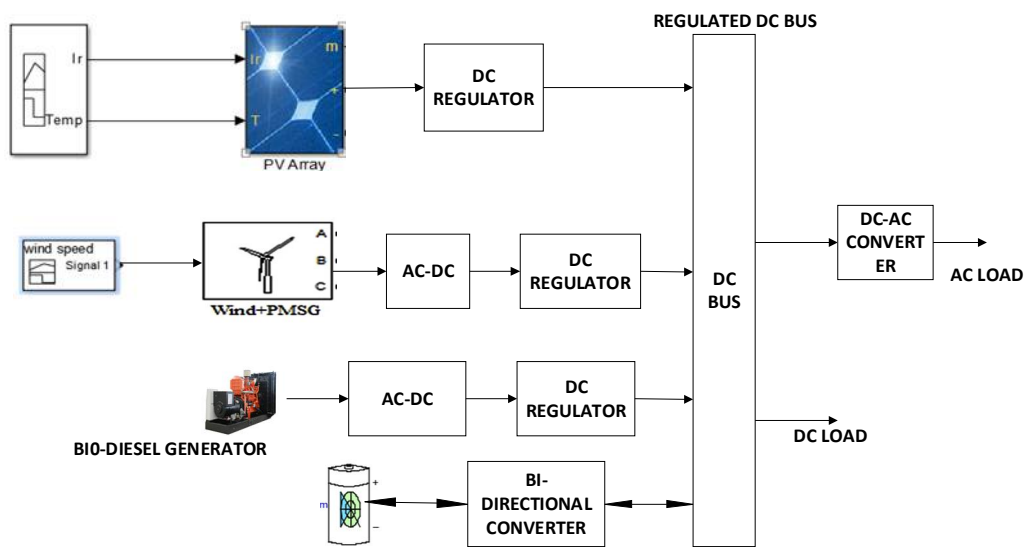 REGULATED DC BUS
Ir
Temp
Ir
T
m
+
–
PV Array
DC
REGULATOR
wind speed
Signal 1
A
B
C
Wind+PMSG
AC-DC
DC
REGULATOR
DC
BUS
DC-AC
CONVERT
ER
AC LOAD
BI0-DIESEL GENERATOR
AC-DC
DC
REGULATOR
DC LOAD
m
+
–
BI-
DIRECTIONAL
CONVERTER